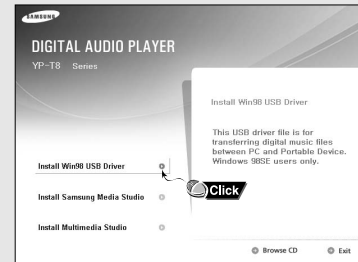 SAMSUNG
DIGITAL AUDIO PLAYER
YP-T8 Series
Install Win98 USB Driver
This USB driver file is for
transferring digital music files
between PC and Portable Device.
Windows 98SE users only.
Install Win98 USB Driver
Click
Install Samsung Media Studio
Install Multimedia Studio
Browse CD
Exit